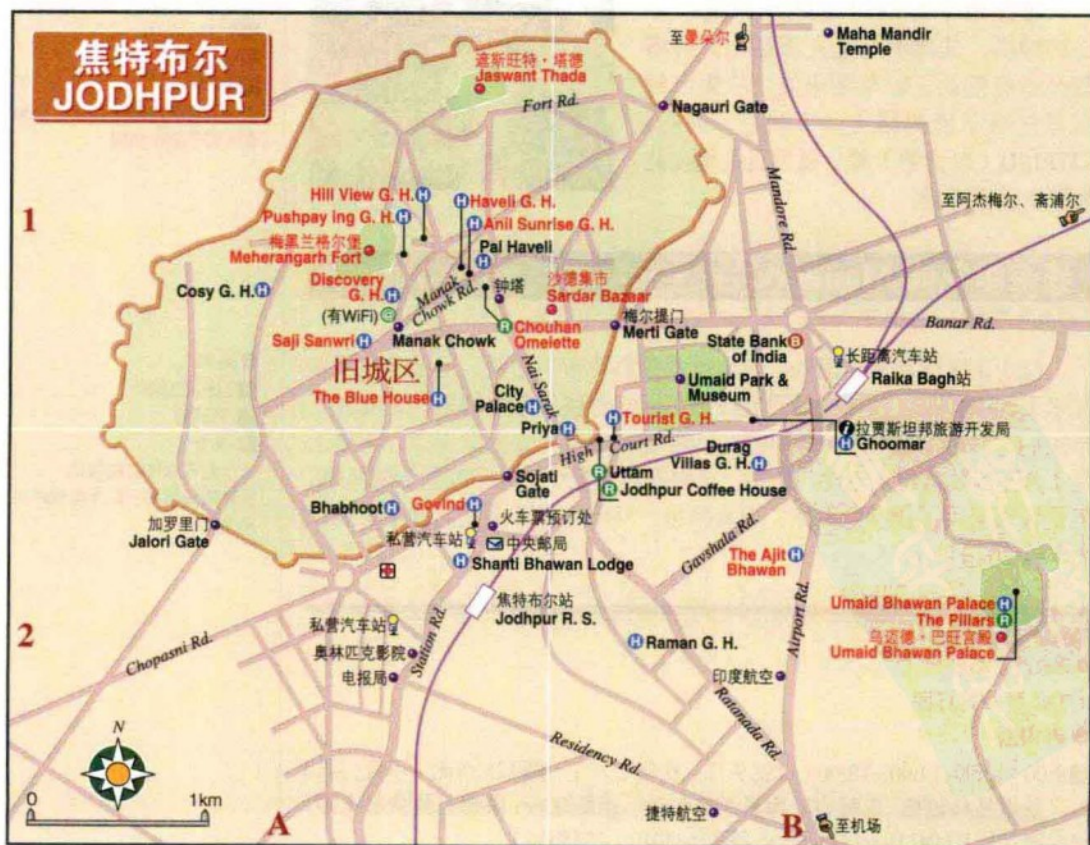 焦特布尔
JODHPUR
至曼朵尔
Maha Mandir
Temple
遮斯旺特·塔德
Jaswant Thada
Fort Rd.
Nagauri Gate
Mandore Rd.
1
Hill View G. H.
Haveli G. H.
Pushpaying G. H.
Anil Sunrise G. H.
至阿杰梅尔、斋浦尔
梅黑兰格尔堡
Meherangarh Fort
Pal Haveli
Discovery
G. H.
Manak
Chowk Rd.
钟塔
沙德集市
Sardar Bazaar
Cosy G. H.
(有WiFi)
Saji Sanwri
Manak Chowk
Chouhan
Omelette
梅尔提门
Merti Gate
State Bank
of India
Banar Rd.
长距离汽车站
Raika Bagh站
旧城区
The Blue House
Nai Sarak
City
Palace
Priya
Umaid Park &
Museum
Tourist G. H.
High Court Rd.
拉贾斯坦邦旅游开发局
Ghoomar
Durag
Villas G. H.
Sojati
Gate
Uttam
Jodhpur Coffee House
Bhabhoot
Govind
加罗里门
Jalori Gate
火车票预订处
私营汽车站
中央邮局
Shanti Bhawan Lodge
Gavshala Rd.
The Ajit
Bhawan
2
焦特布尔站
Jodhpur R. S.
Umaid Bhawan Palace
The Pillars
乌迈德·巴旺宫殿
Umaid Bhawan Palace
Chopasni Rd.
私营汽车站
Station Rd.
奥林匹克影院
电报局
Raman G. H.
Airport Rd.
印度航空
Ratanada Rd.
Residency Rd.
N
0
1km
A
捷特航空
B
至机场